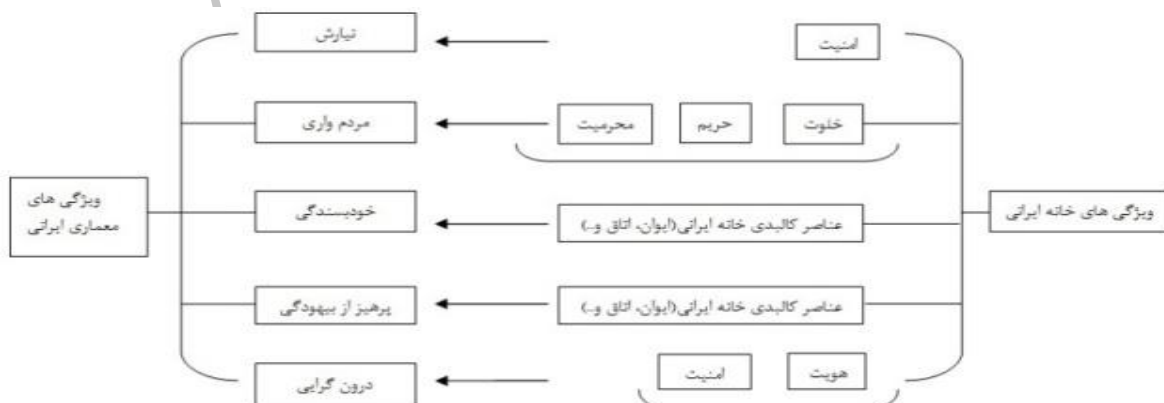 امنیت
نیارش
خلوت
حریم
محرمیت
مردم واری
ویژگی های خانه ایرانی
عناصر کالبدی خانه ایرانی(ایوان، اتاق و..)
خودبسندگی
ویژگی های
معماری ایرانی
عناصر کالبدی خانه ایرانی(ایوان، اتاق و..)
پرهیز از بیهودگی
هویت
امنیت
درون گرایی